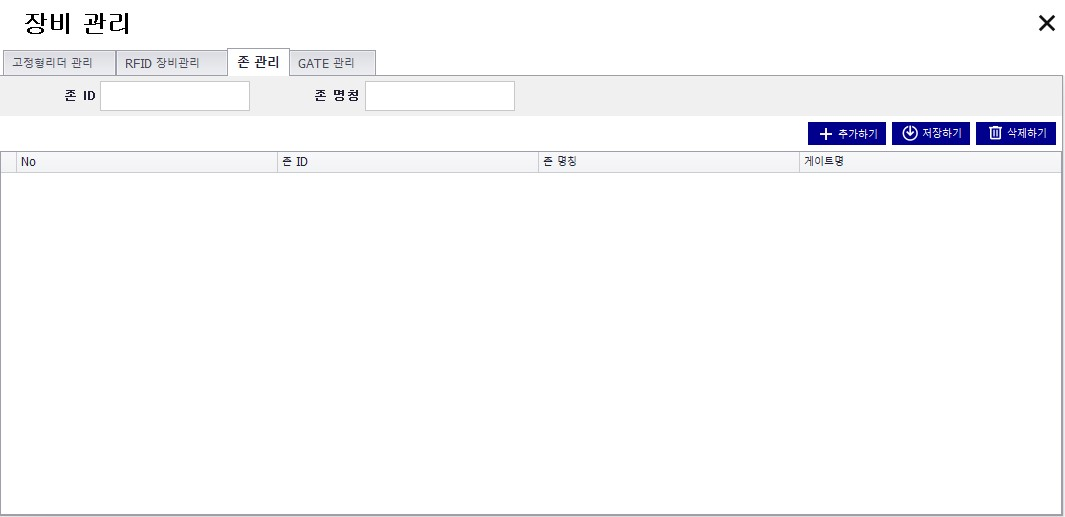 장비 관리
고정형리더 관리 RFID 장비관리 존 관리 GATE 관리
존 ID 존 명칭
추가하기 저장하기 삭제하기
No 존 ID 존 명칭 게이트명